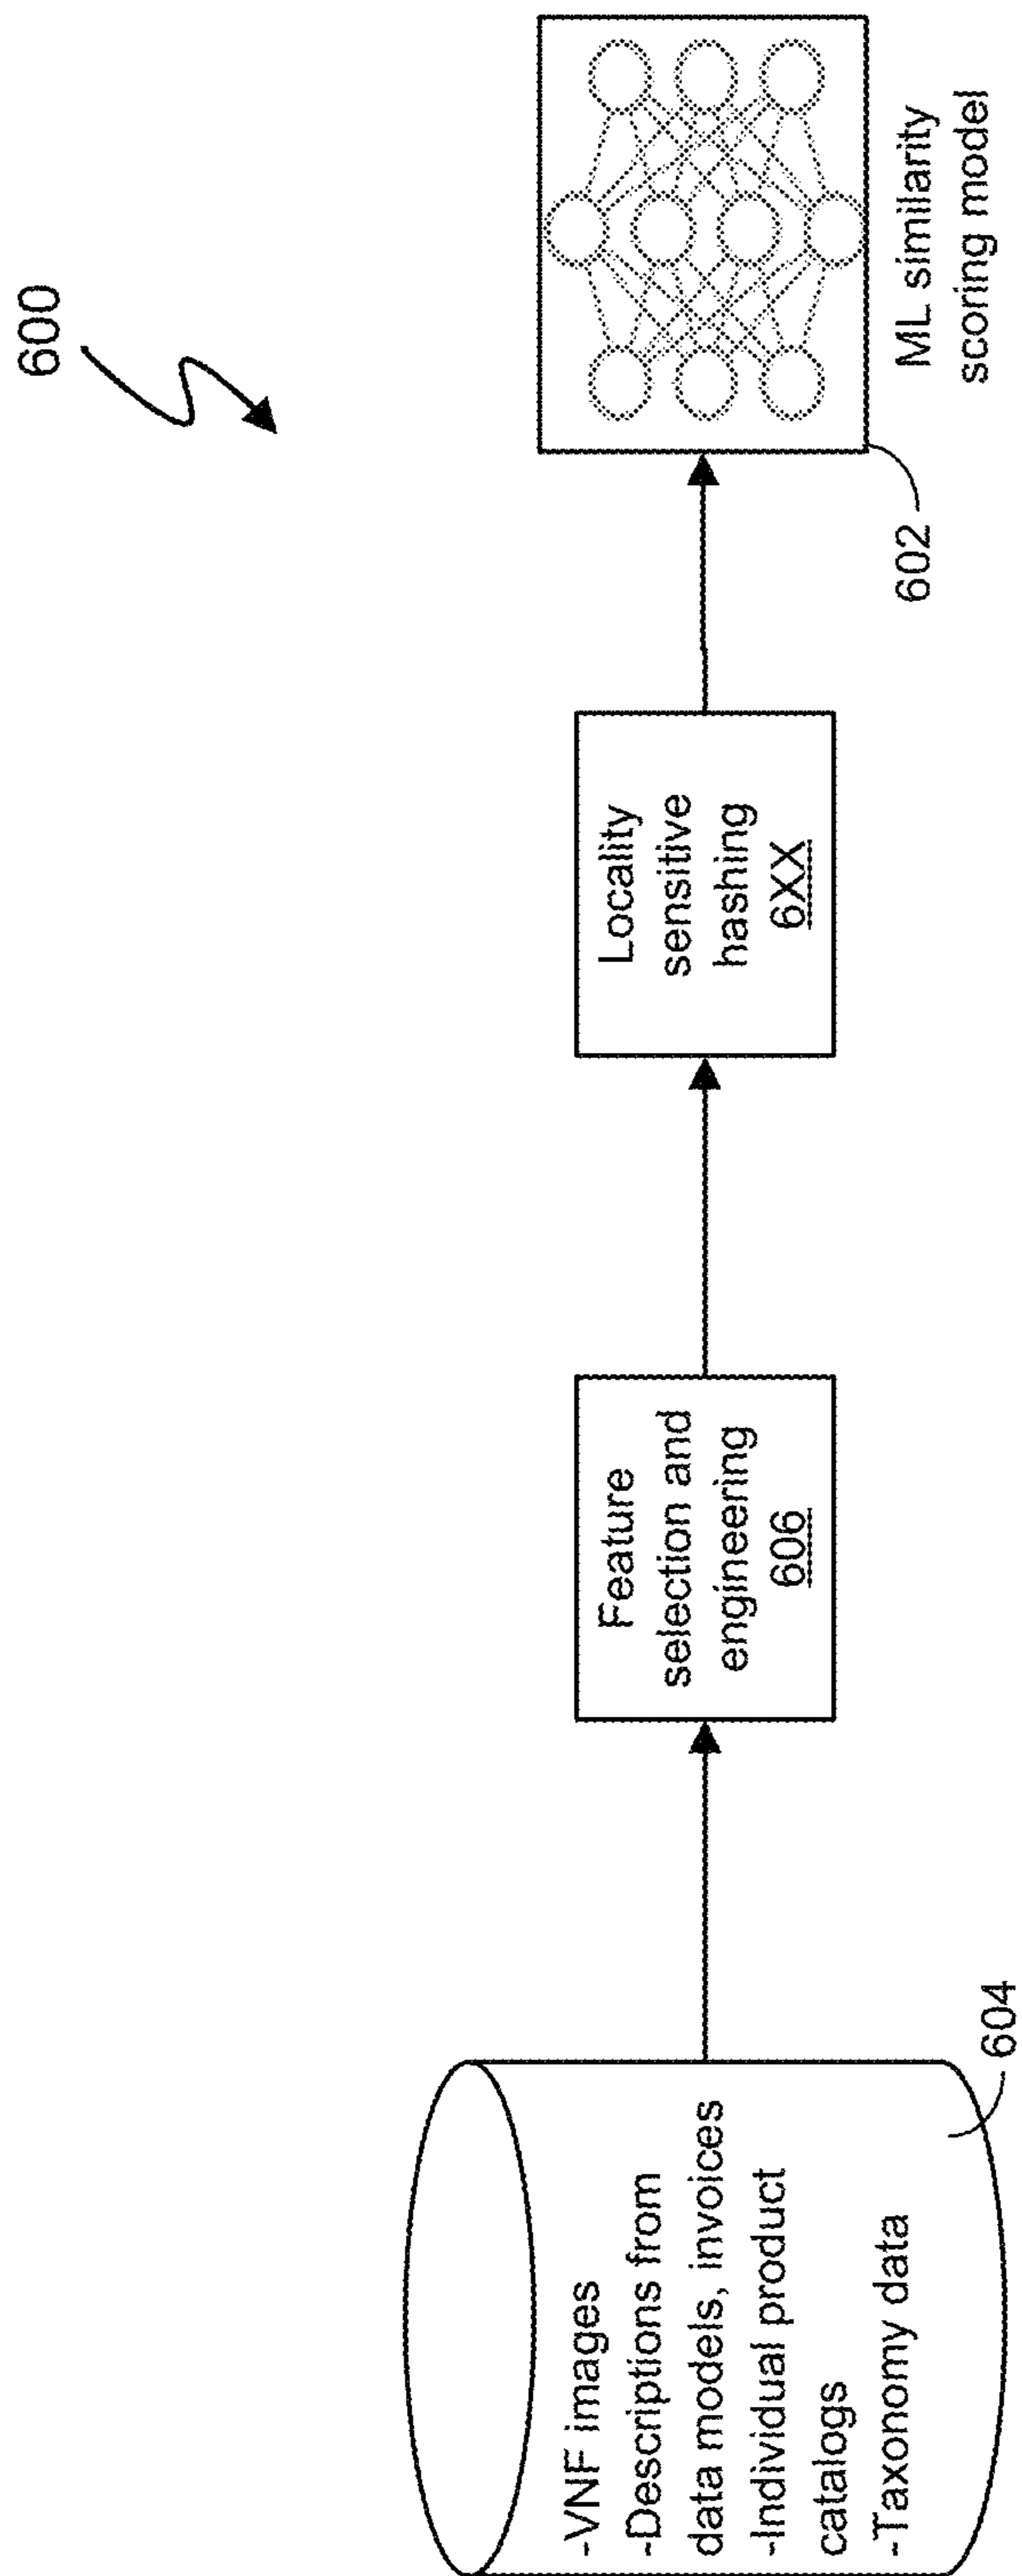 600
-VNF images
-Descriptions from
data models, invoices
-Individual product
catalogs
-Taxonomy data
604
Feature
selection and
engineering
606
Locality
sensitive
hashing
6XX
602
ML similarity
scoring model